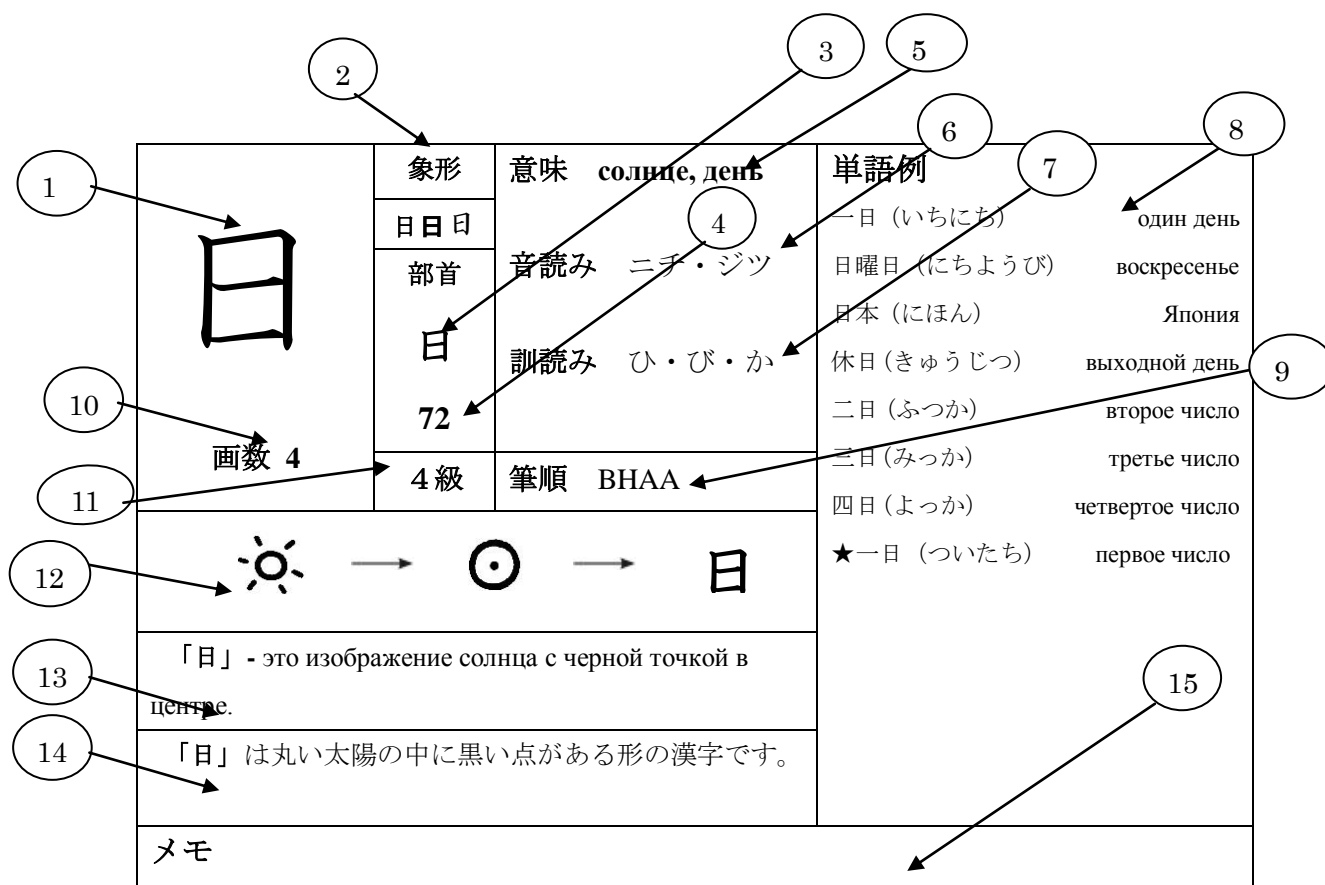 3
5
2
6
8
7
1
4
象形
意味 солнце, день
単語例
一日（いちにち） один день
日日日
音読み ニチ・ジツ
日曜日（にちようび） воскресенье
部首
日
日本（にほん） Япония
日
訓読み ひ・び・か
休日（きゅうじつ） выходной день
9
10
72
二日（ふつか） второе число
画数 4
三日（みっか） третье число
11
４級
筆順 BHAA
四日（よっか） четвертое число
★一日（ついたち） первое число
12
日
「日」- это изображение солнца с черной точкой в
центре.
13
15
14
「日」は丸い太陽の中に黒い点がある形の漢字です。
メモ